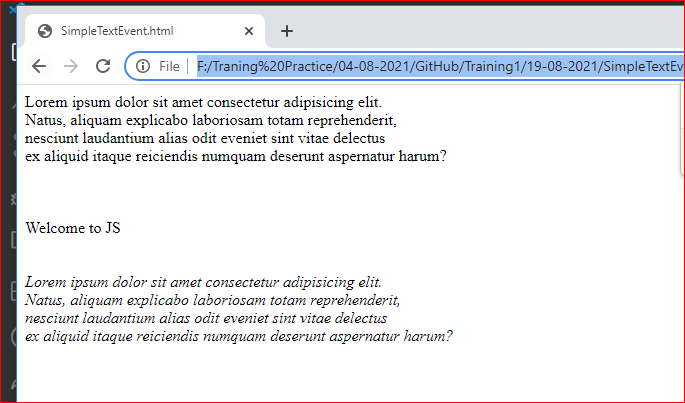 SimpleTextEvent.html
File
F:/Traning%20Practice/04-08-2021/GitHub/Training1/19-08-2021/SimpleTextEv
Lorem ipsum dolor sit amet consectetur adipisicing elit.
Natus, aliquam explicabo laboriosam totam reprehenderit,
nesciunt laudantium alias odit eveniet sint vitae delectus
ex aliquid itaque reiciendis numquam deserunt aspernatur harum?
Welcome to JS
Lorem ipsum dolor sit amet consectetur adipisicing elit.
Natus, aliquam explicabo laboriosam totam reprehenderit,
nesciunt laudantium alias odit eveniet sint vitae delectus
ex aliquid itaque reiciendis numquam deserunt aspernatur harum?